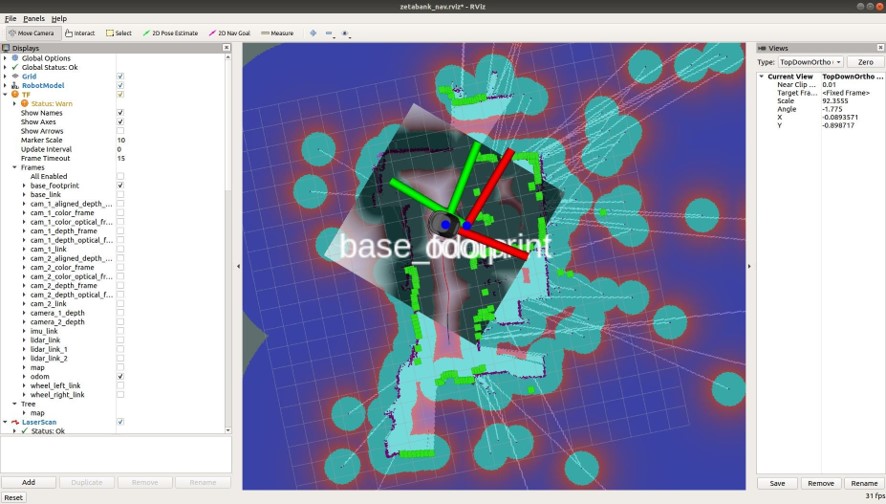 zetabank_nav.rviz* - RViz
File Panels Help
Move Camera Interact Select 2D Pose Estimate 2D Nav Goal Measure
Displays
Global Options
Global Status: Ok
Grid
RobotModel
TF
Status: Warn
Show Names
Show Axes
Show Arrows
Marker Scale 10
Update Interval 0
Frame Timeout 15
Frames
All Enabled
base_footprint
base_link
cam_1_aligned_depth_...
cam_1_color_frame
cam_1_color_optical_fr...
cam_1_depth_frame
cam_1_depth_optical_fr...
cam_1_link
cam_2_aligned_depth_...
cam_2_color_frame
cam_2_color_optical_fr...
cam_2_depth_frame
cam_2_depth_optical_fr...
cam_2_link
camera_1_depth
camera_2_depth
imu_link
lidar_link
lidar_link_1
lidar_link_2
map
odom
wheel_left_link
wheel_right_link
Tree
map
LaserScan
Status: Ok
Add Duplicate Remove Rename
Reset
base_footprint
odom
Views
Type: TopDownOrtho Zero
Current View TopDownOrtho ...
Near Clip ... 0.01
Target Fra... <Fixed Frame>
Scale 92.3555
Angle -1.775
X -0.0893571
Y -0.898717
Save Remove Rename
31 fps